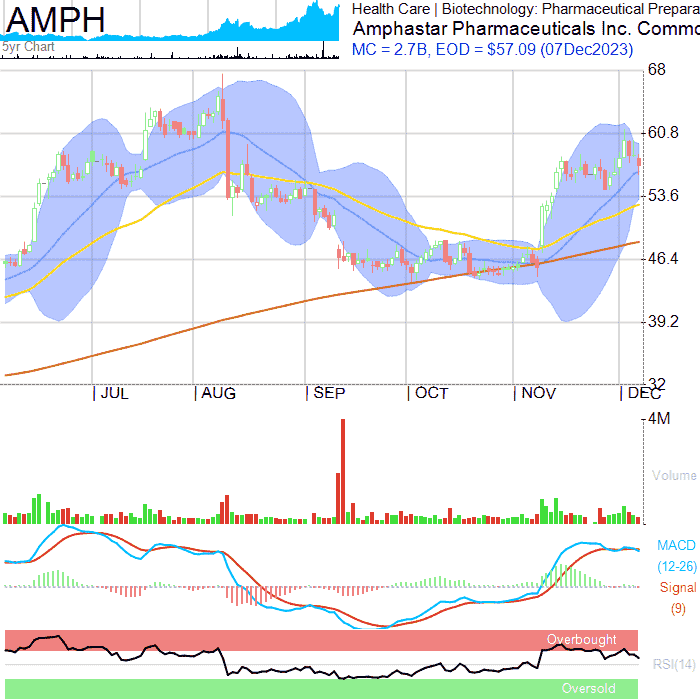 AMPH
5yr Chart
Health Care | Biotechnology: Pharmaceutical Prepara
Amphastar Pharmaceuticals Inc. Commo
MC = 2.7B, EOD = $57.09 (07Dec2023)
68
60.8
53.6
46.4
39.2
32
JUL AUG SEP OCT NOV DEC
4M
Volume
MACD
(12-26)
Signal
(9)
Overbought
RSI(14)
Oversold